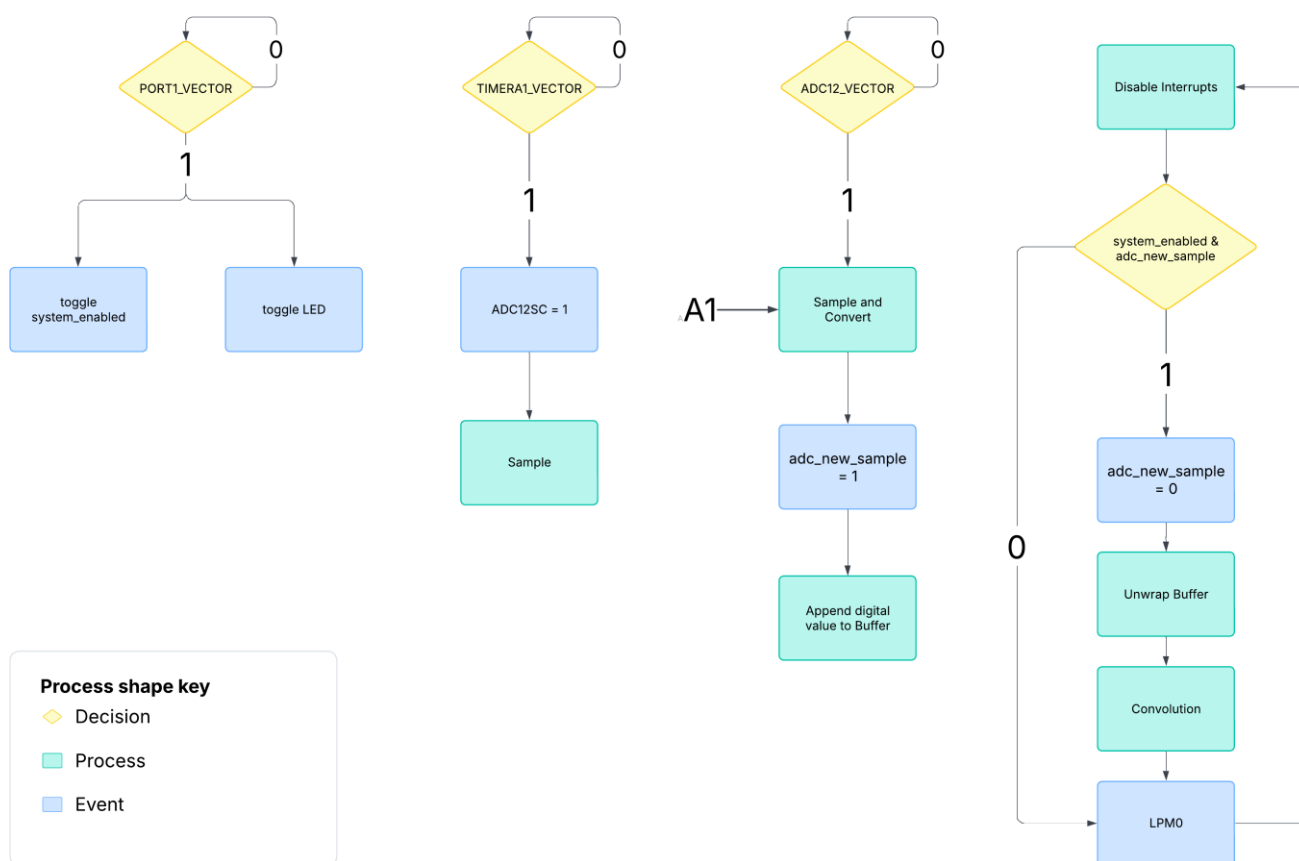 0
PORT1_VECTOR
1
toggle
system_enabled
toggle LED
0
TIMERA1_VECTOR
1
ADC12SC = 1
Sample
0
ADC12_VECTOR
1
A
A1
Sample and
Convert
adc_new_sample
= 1
Append digital
value to Buffer
Disable Interrupts
system_enabled &
adc_new_sample
1
0
adc_new_sample
= 0
Unwrap Buffer
Convolution
LPM0
Process shape key
Decision
Process
Event